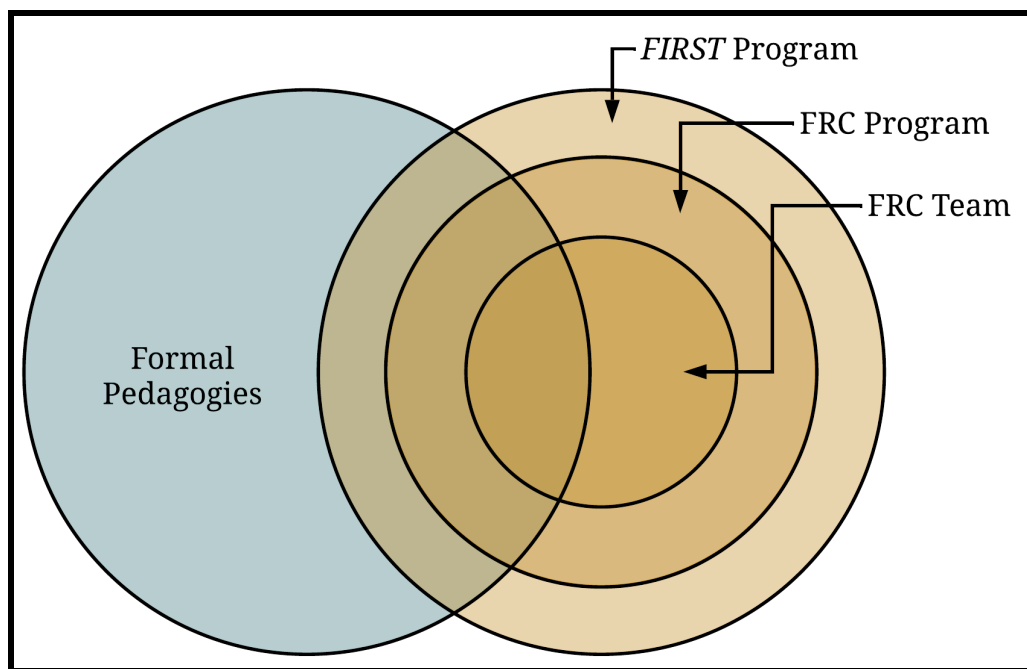 FIRST Program
FRC Program
FRC Team
Formal
Pedagogies